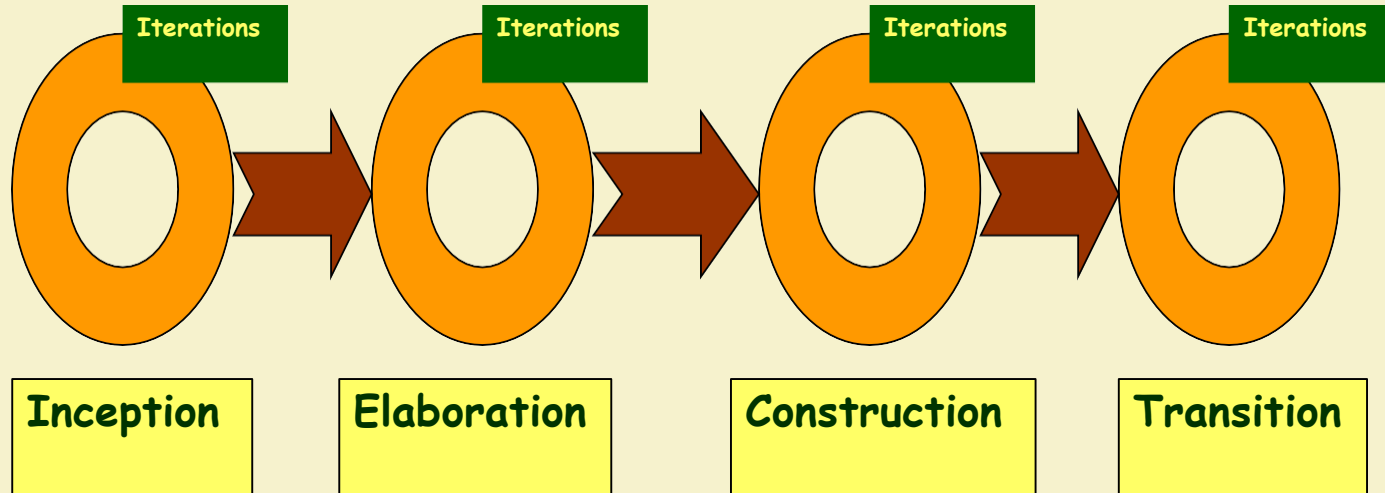 Iterations
Iterations
Iterations
Iterations
Inception
Elaboration
Construction
Transition